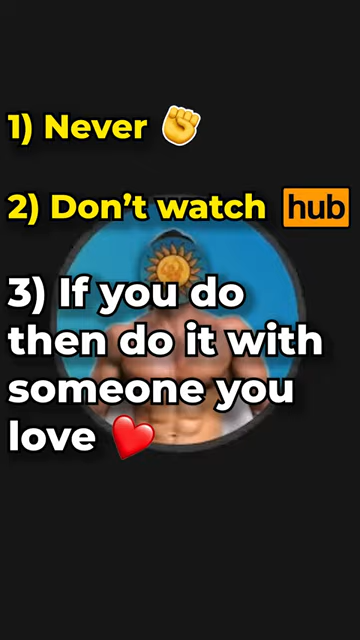 1) Never ✊
2) Don't watch hub
3) If you do
then do it with
someone you
love ❤️